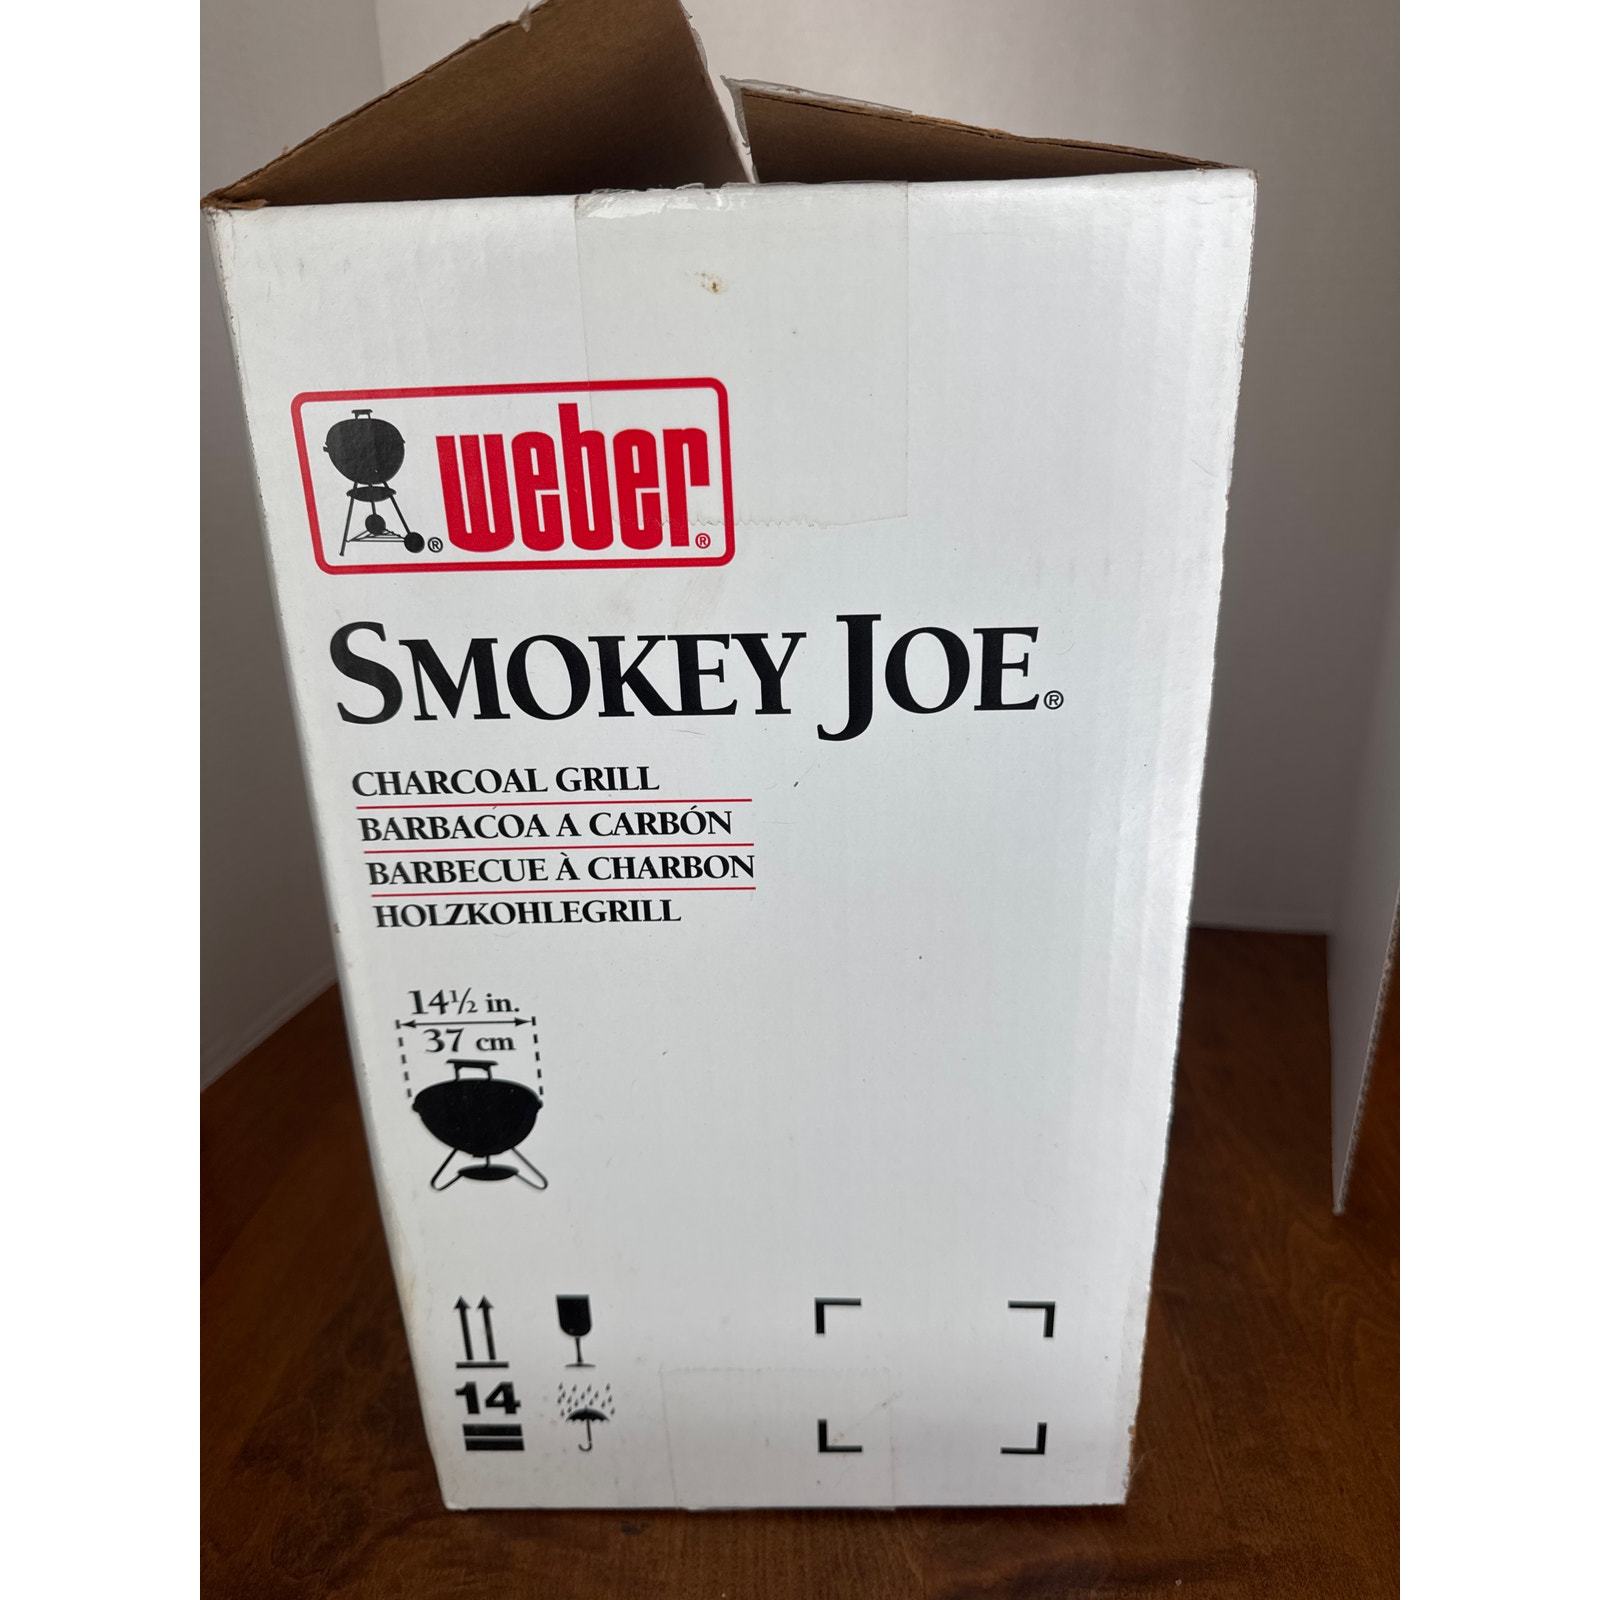 weber®
®
SMOKEY JOE®
CHARCOAL GRILL
BARBACOA A CARBÓN
BARBECUE À CHARBON
HOLZKOHLEGRILL
14½ in.
37 cm
14